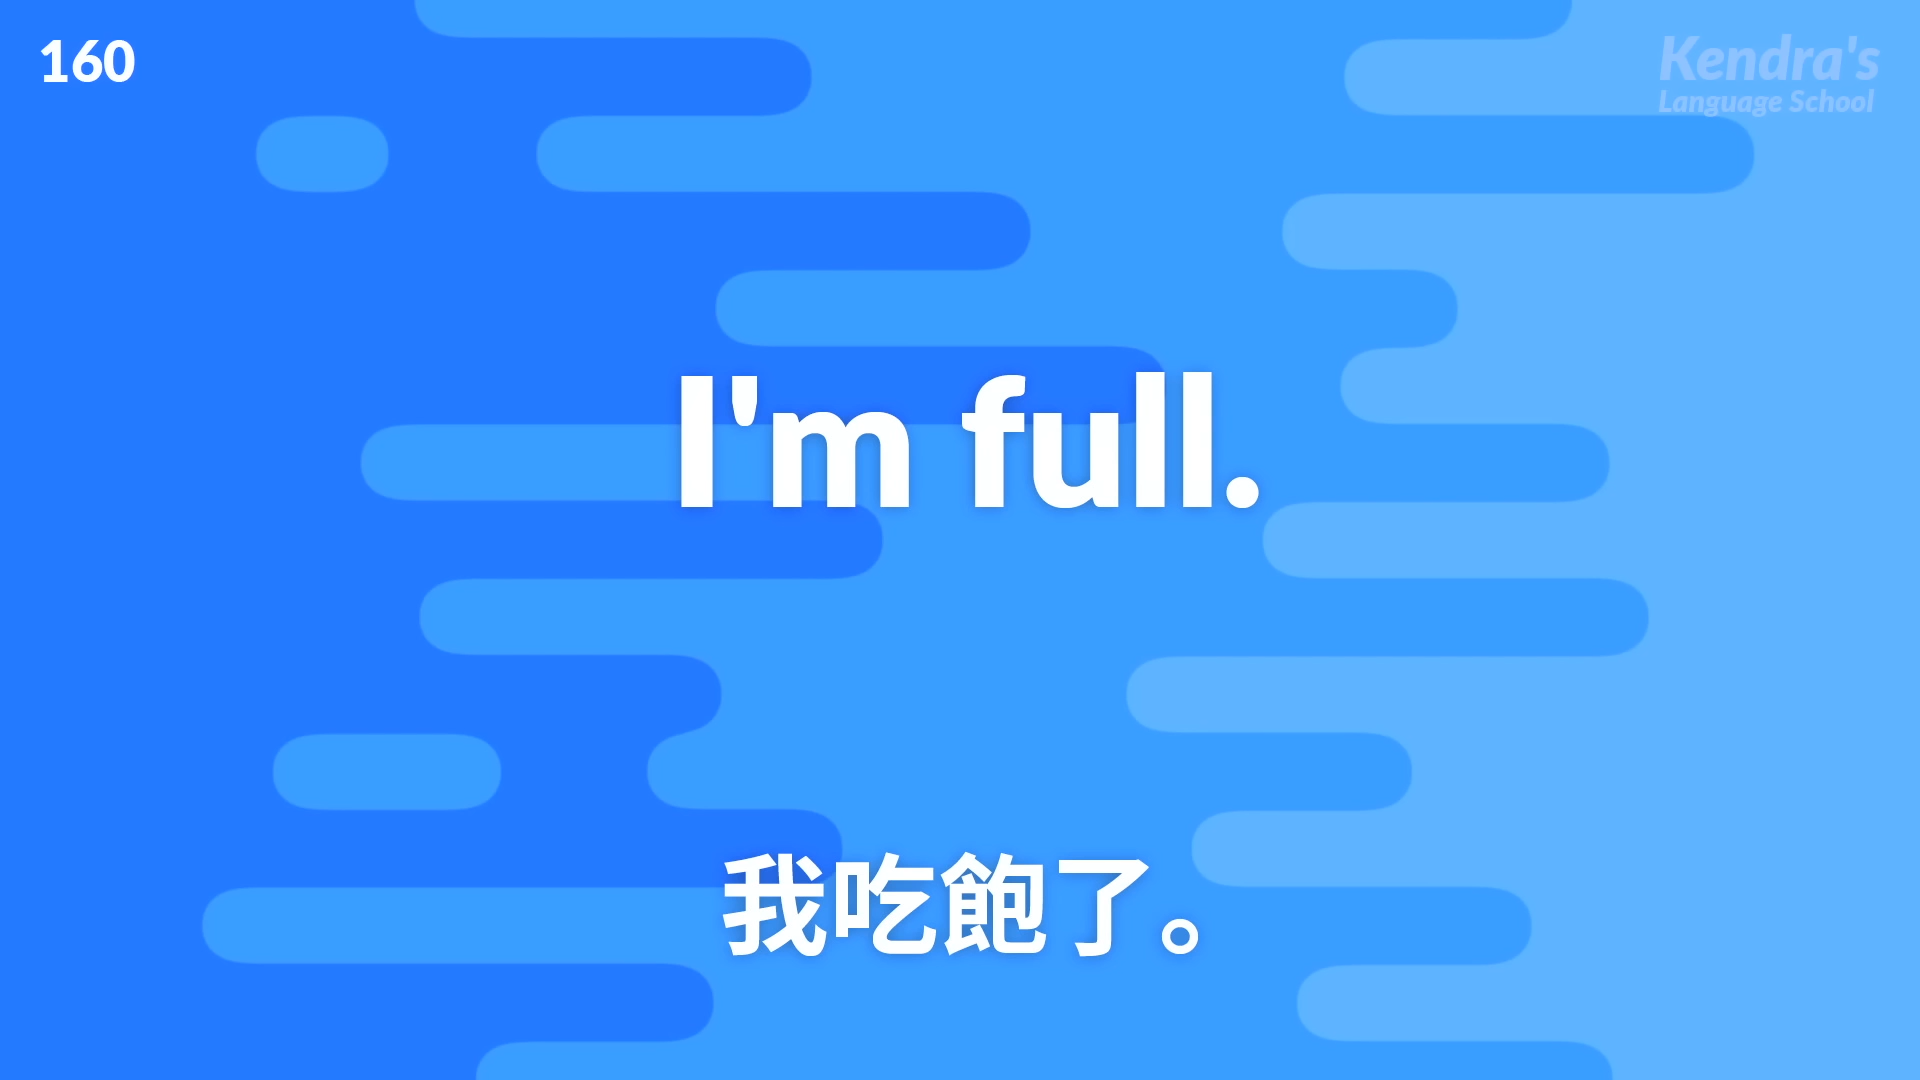 160
Kendra's
Language School
I'm full.
我吃飽了。